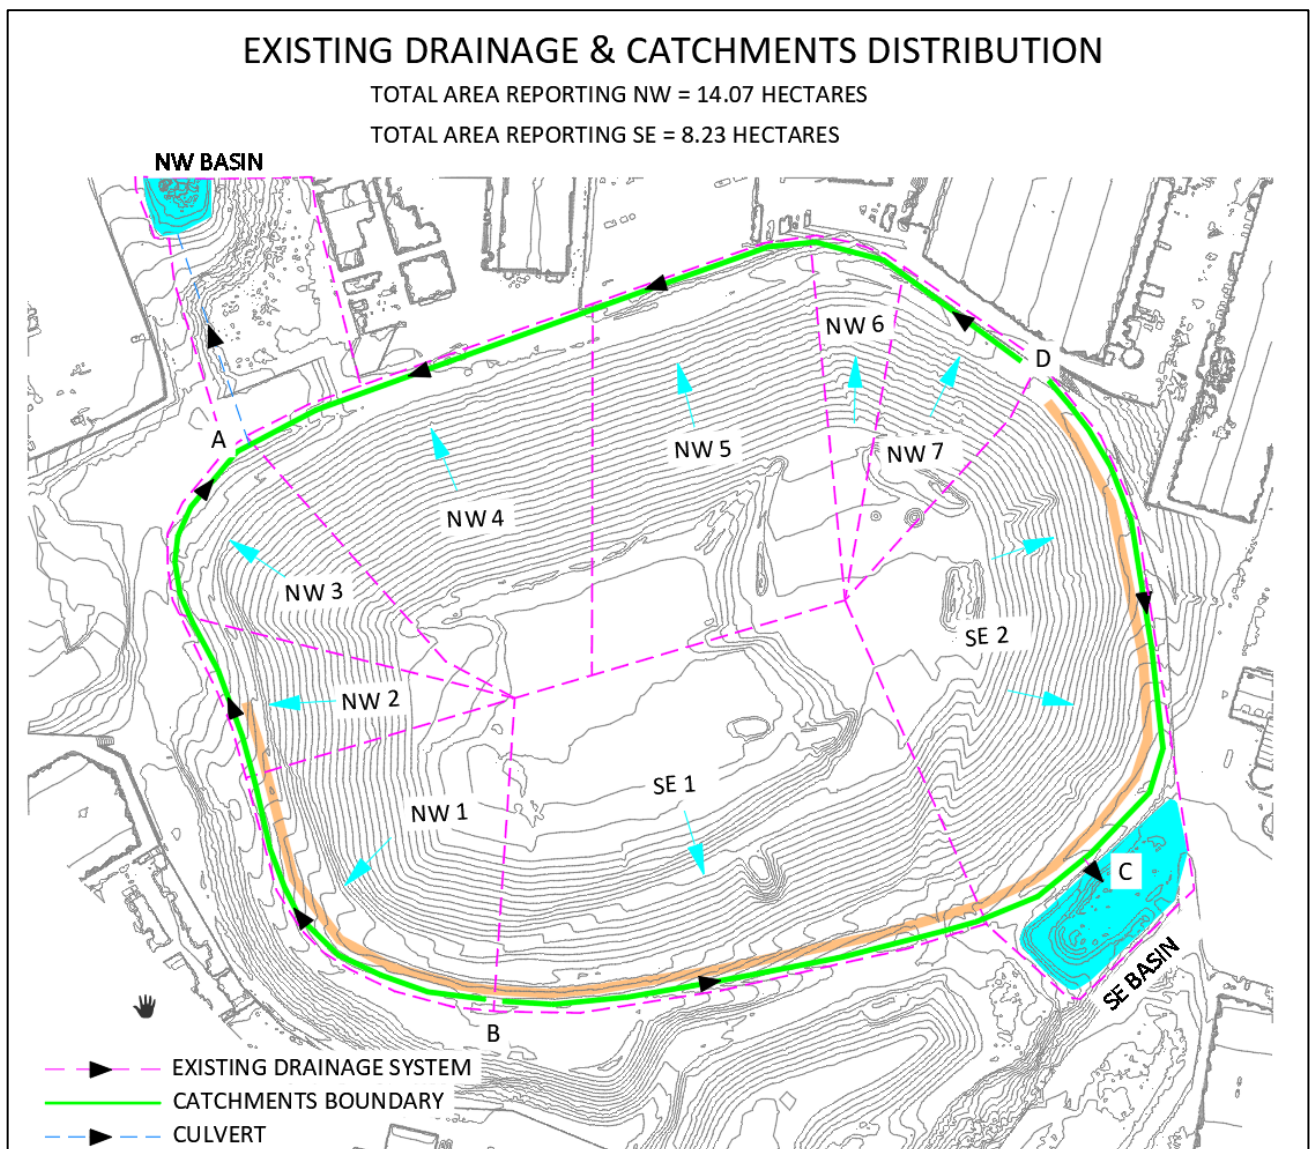 EXISTING DRAINAGE & CATCHMENTS DISTRIBUTION
TOTAL AREA REPORTING NW = 14.07 HECTARES
TOTAL AREA REPORTING SE = 8.23 HECTARES
NW BASIN
NW 6
D
A
NW 5
NW 7
NW 4
NW 3
SE 2
NW 2
SE 1
NW 1
C
SE BASIN
B
EXISTING DRAINAGE SYSTEM
CATCHMENTS BOUNDARY
CULVERT